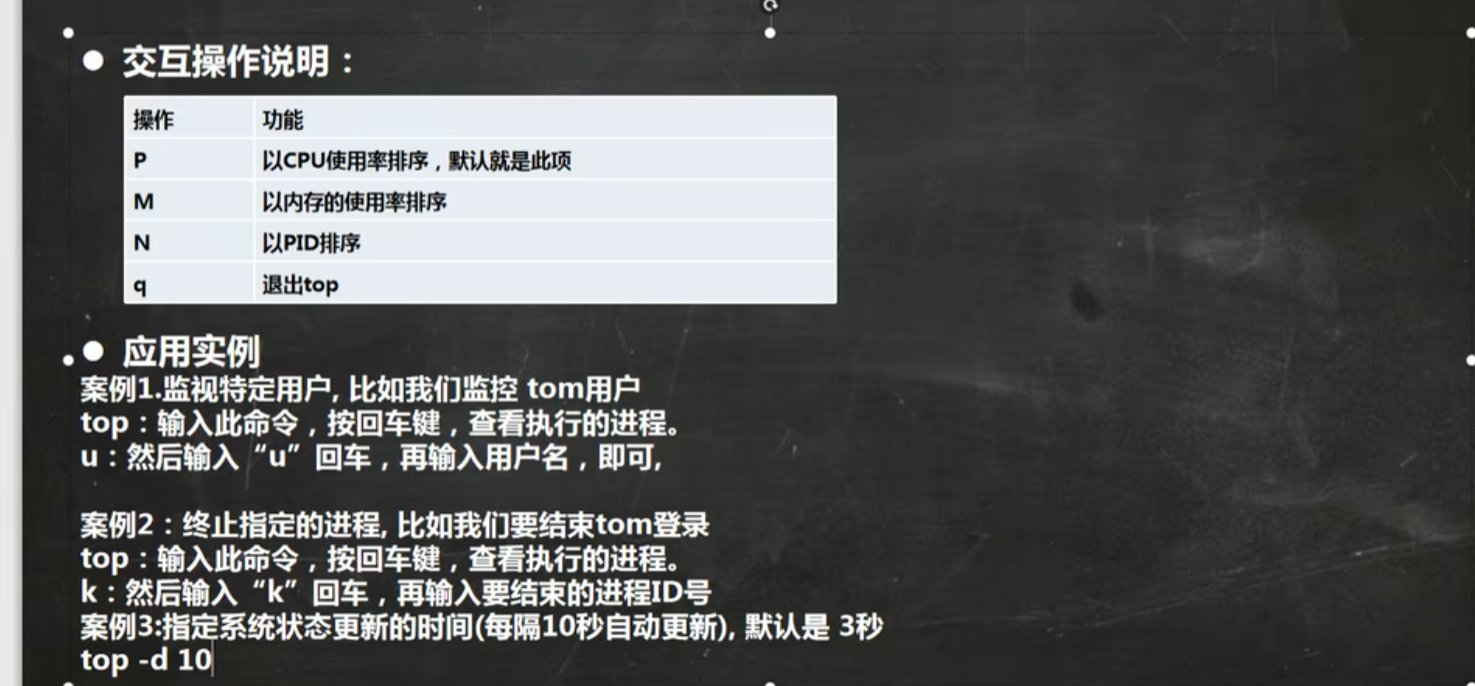 ● 交互操作说明：
操作 功能
P 以CPU使用率排序，默认就是此项
M 以内存的使用率排序
N 以PID排序
q 退出top
● 应用实例
案例1.监视特定用户, 比如我们监控 tom用户
top：输入此命令，按回车键，查看执行的进程。
u：然后输入“u”回车，再输入用户名，即可,
案例2：终止指定的进程, 比如我们要结束tom登录
top：输入此命令，按回车键，查看执行的进程。
k：然后输入“k”回车，再输入要结束的进程ID号
案例3:指定系统状态更新的时间(每隔10秒自动更新), 默认是 3秒
top -d 10